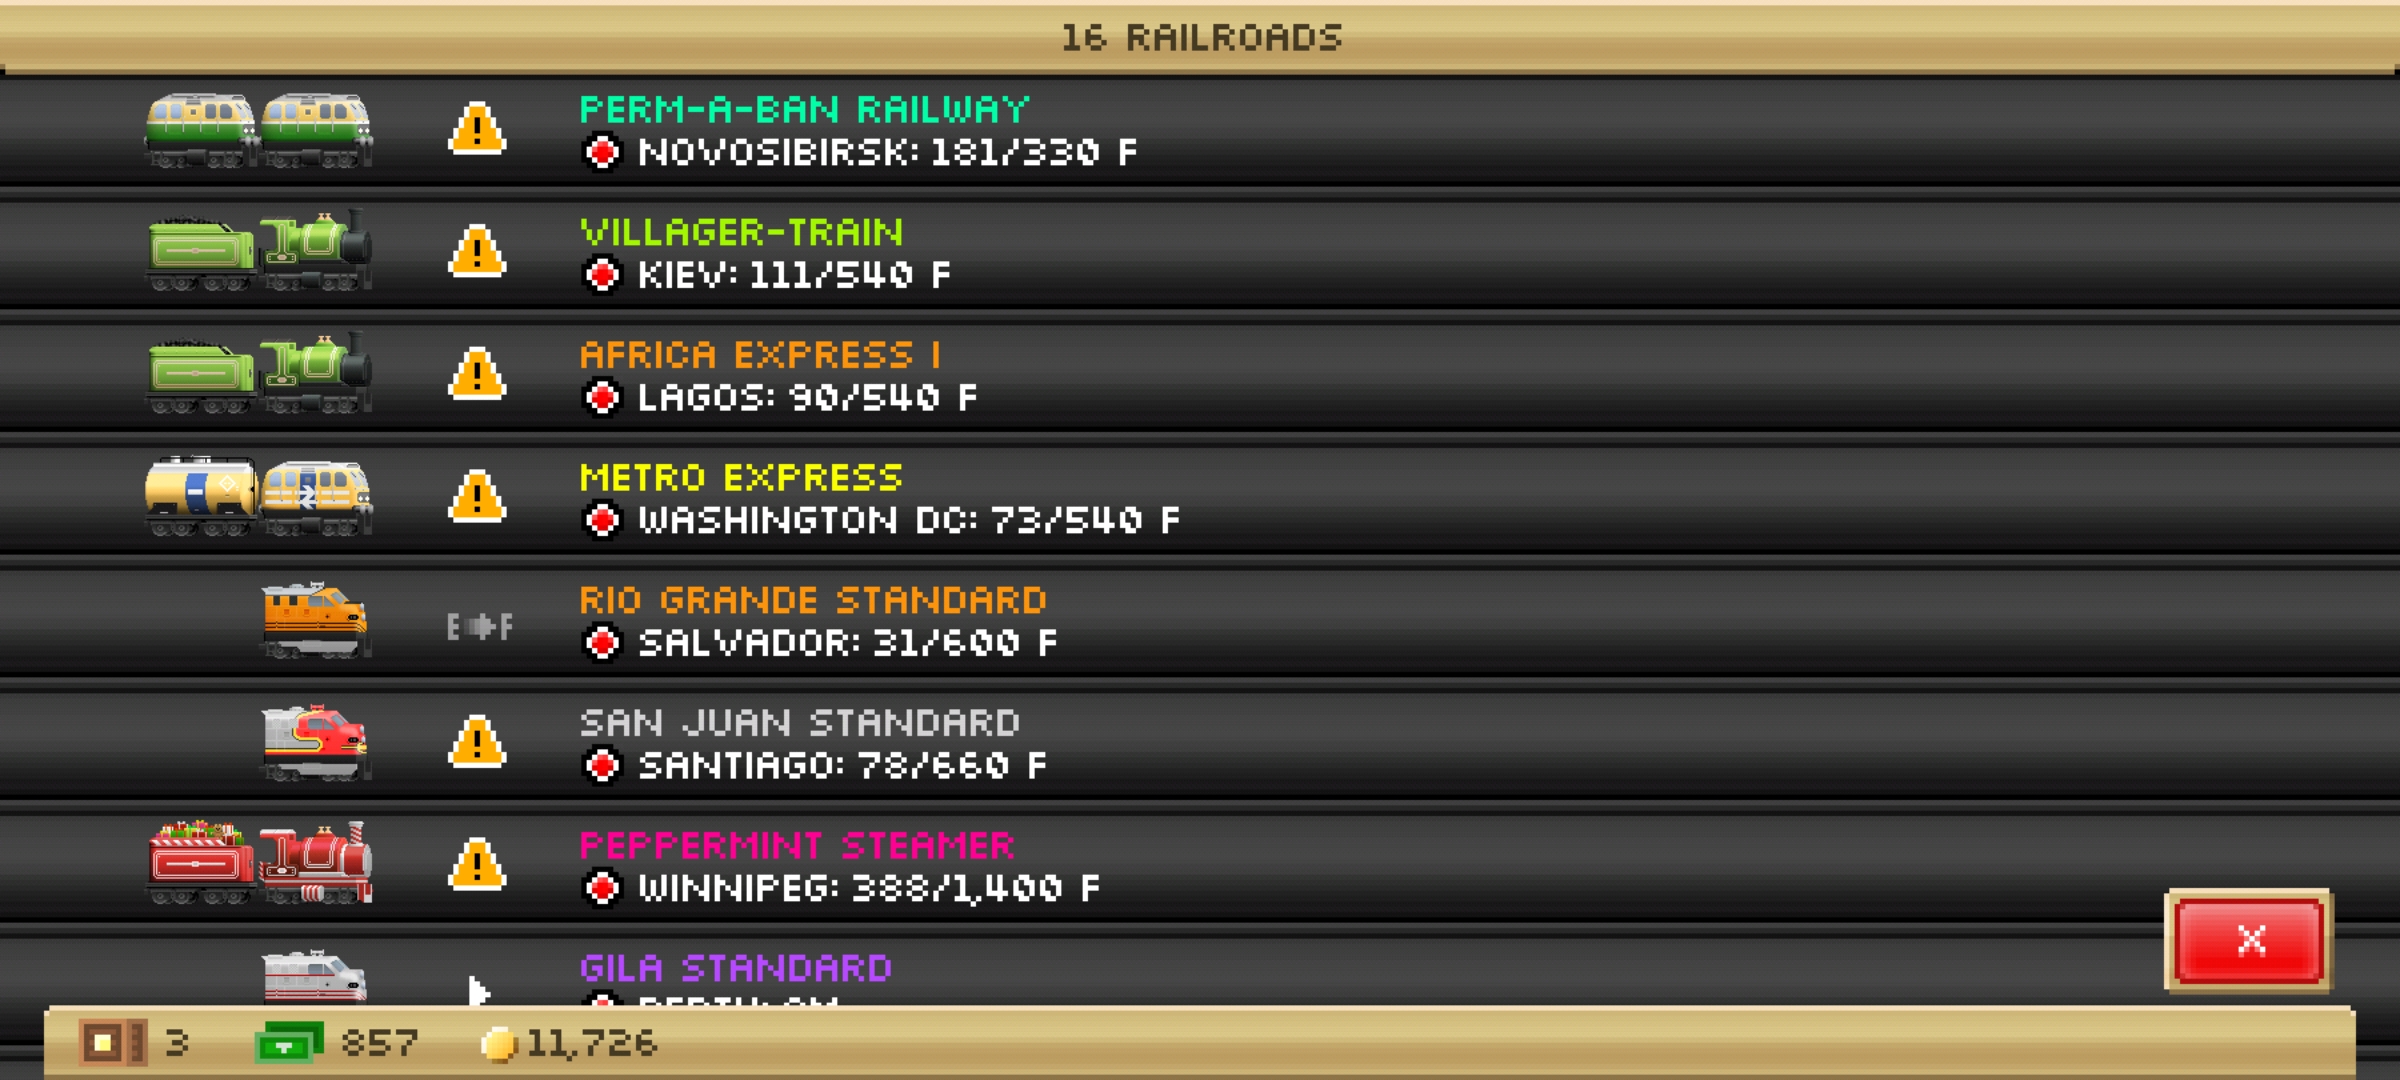 16 RAILROADS
PERM-A-BAN RAILWAY
NOVOSIBIRSK: 181/330 F
VILLAGER-TRAIN
KIEV: 111/540 F
AFRICA EXPRESS I
LAGOS: 90/540 F
METRO EXPRESS
WASHINGTON DC: 73/540 F
RIO GRANDE STANDARD
E F
SALVADOR: 31/600 F
SAN JUAN STANDARD
SANTIAGO: 78/660 F
PEPPERMINT STEAMER
WINNIPEG: 388/1,400 F
X
GILA STANDARD
3 857 11,726